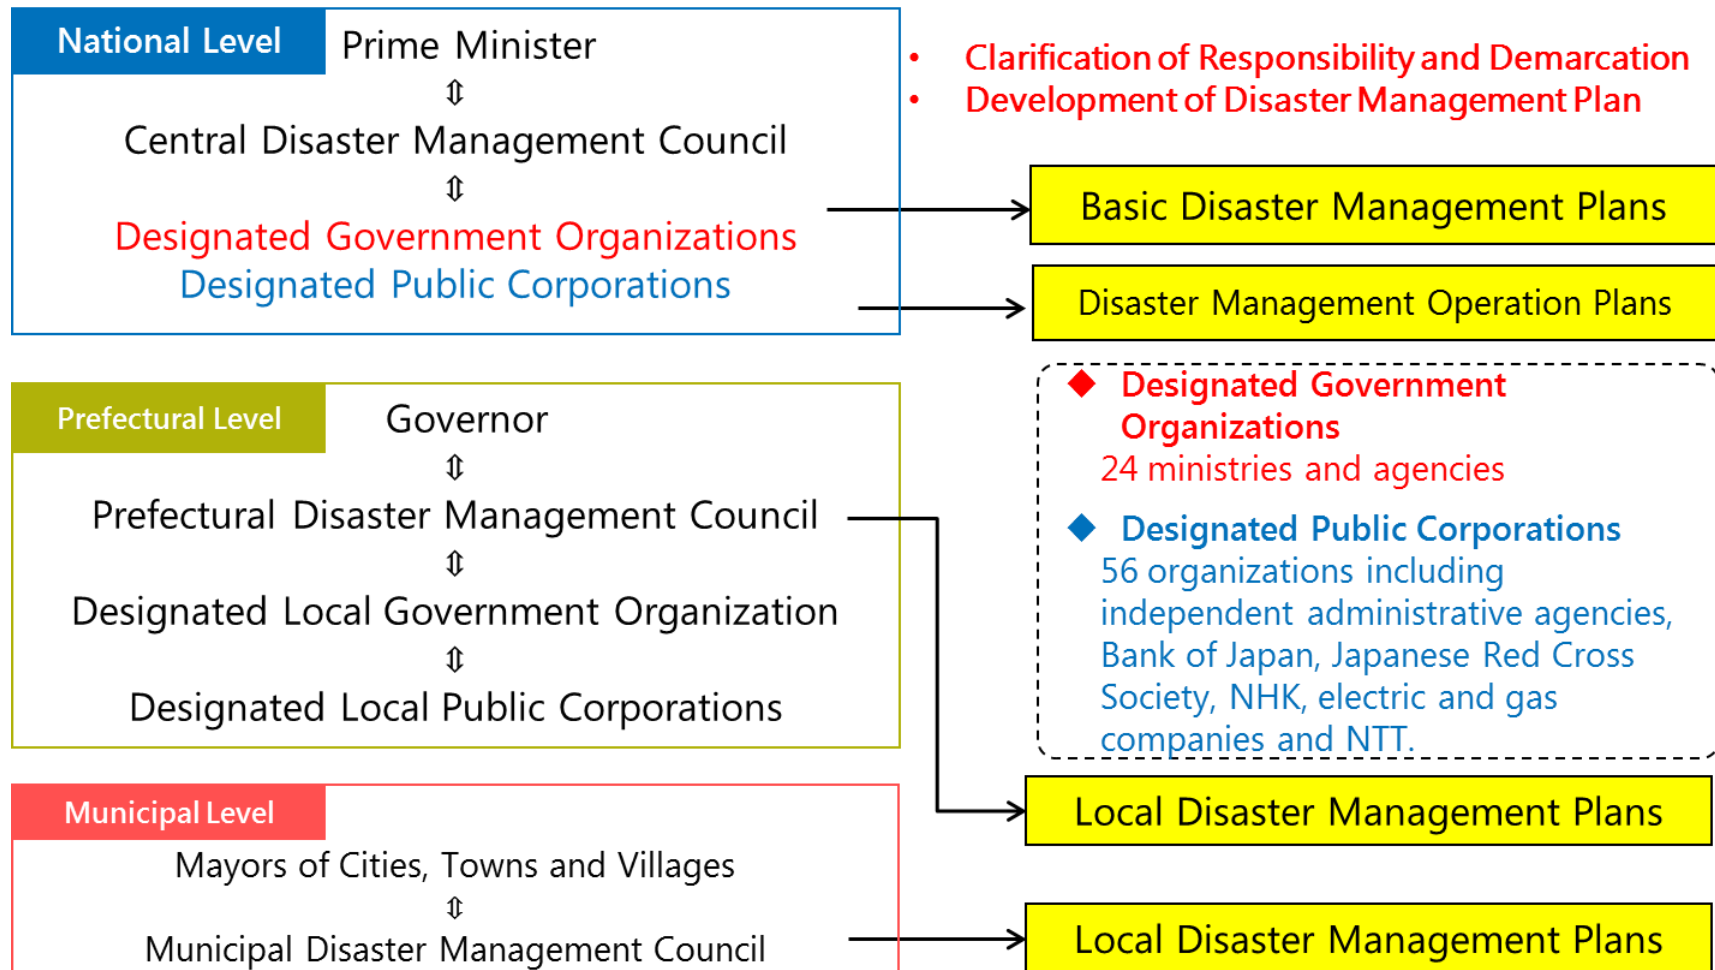 National Level
Prime Minister
⇕
Central Disaster Management Council
⇕
Designated Government Organizations
Designated Public Corporations
• Clarification of Responsibility and Demarcation
• Development of Disaster Management Plan
Basic Disaster Management Plans
Disaster Management Operation Plans
Prefectural Level
Governor
⇕
Prefectural Disaster Management Council
⇕
Designated Local Government Organization
⇕
Designated Local Public Corporations
◆ Designated Government
Organizations
24 ministries and agencies
◆ Designated Public Corporations
56 organizations including
independent administrative agencies,
Bank of Japan, Japanese Red Cross
Society, NHK, electric and gas
companies and NTT.
Local Disaster Management Plans
Municipal Level
Mayors of Cities, Towns and Villages
⇕
Municipal Disaster Management Council
Local Disaster Management Plans